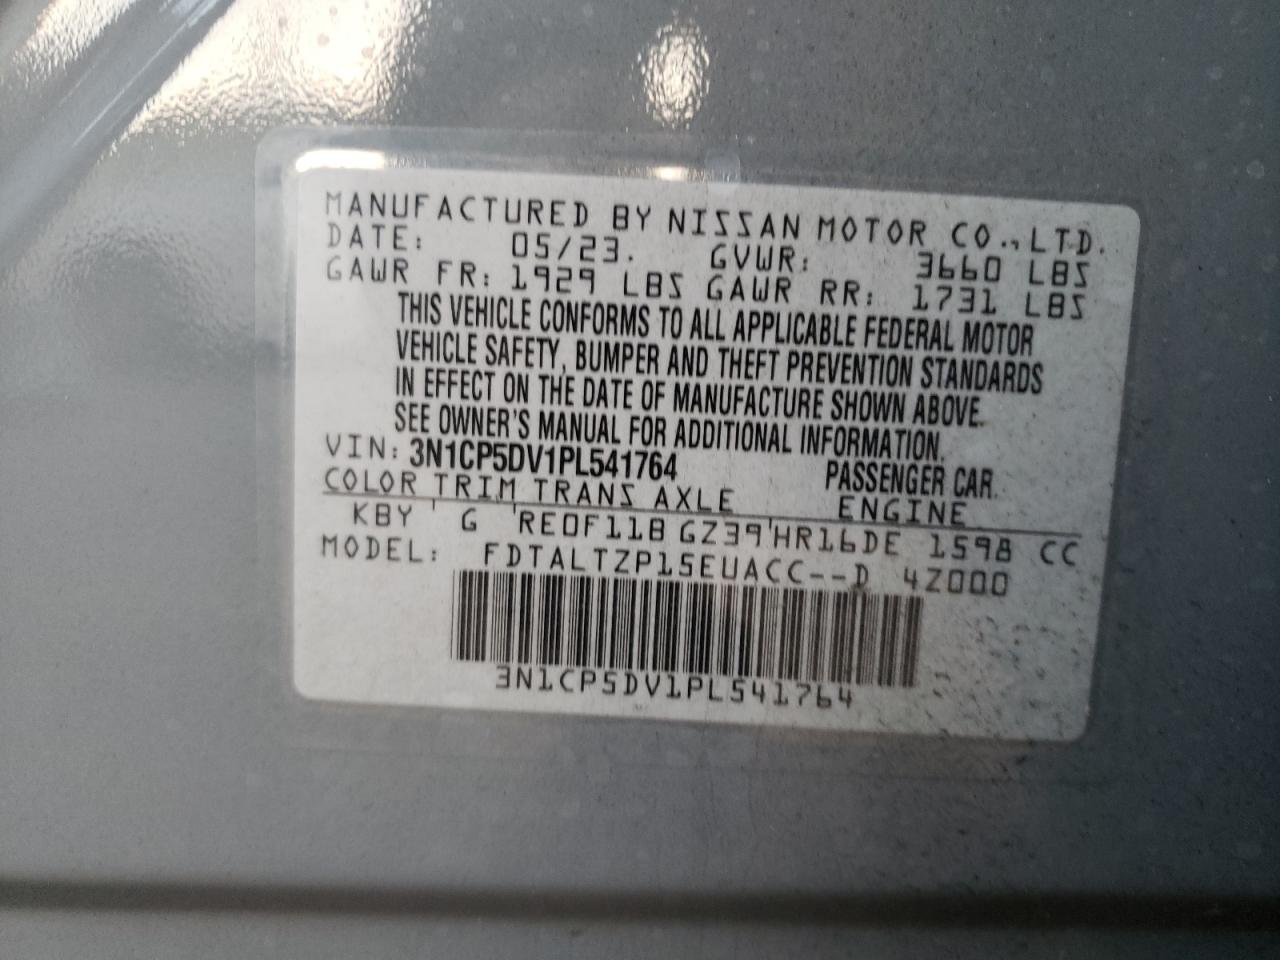 MANUFACTURED BY NISSAN MOTOR CO.,LTD.
DATE: 05/23. GVWR: 3660 LBS
GAWR FR: 1929 LBS GAWR RR: 1731 LBS
THIS VEHICLE CONFORMS TO ALL APPLICABLE FEDERAL MOTOR
VEHICLE SAFETY, BUMPER AND THEFT PREVENTION STANDARDS
IN EFFECT ON THE DATE OF MANUFACTURE SHOWN ABOVE.
SEE OWNER'S MANUAL FOR ADDITIONAL INFORMATION.
VIN: 3N1CP5DV1PL541764 PASSENGER CAR.
COLOR TRIM TRANS AXLE ENGINE
KBY G RE0F11B GZ39 HR16DE 1598 CC
MODEL: FDTALTZP15EUACC--D 4Z000
3N1CP5DV1PL541764